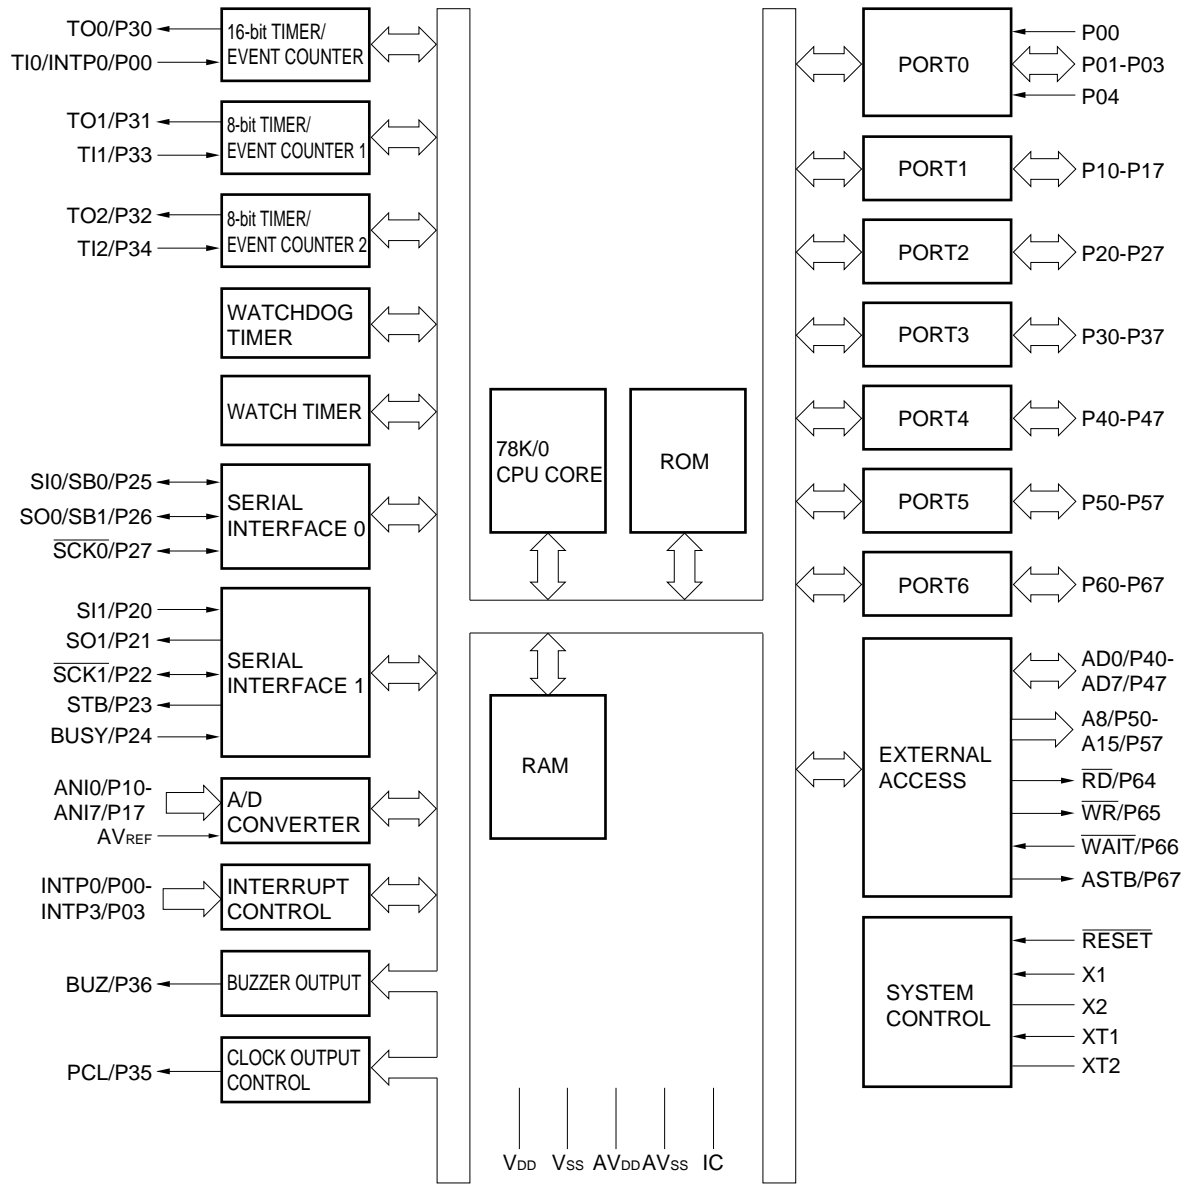 TO0/P30
TI0/INTP0/P00
16-bit TIMER/
EVENT COUNTER
TO1/P31
TI1/P33
8-bit TIMER/
EVENT COUNTER 1
TO2/P32
TI2/P34
8-bit TIMER/
EVENT COUNTER 2
WATCHDOG
TIMER
WATCH TIMER
SI0/SB0/P25
SO0/SB1/P26
S̅C̅K̅0̅/P27
SERIAL
INTERFACE 0
SI1/P20
SO1/P21
S̅C̅K̅1̅/P22
STB/P23
BUSY/P24
SERIAL
INTERFACE 1
ANI0/P10-
ANI7/P17
AVREF
A/D
CONVERTER
INTP0/P00-
INTP3/P03
INTERRUPT
CONTROL
BUZ/P36
BUZZER OUTPUT
PCL/P35
CLOCK OUTPUT
CONTROL
78K/0
CPU CORE
ROM
RAM
VDD
VSS
AVDD
AVSS
IC
PORT0
P00
P01-P03
P04
PORT1
P10-P17
PORT2
P20-P27
PORT3
P30-P37
PORT4
P40-P47
PORT5
P50-P57
PORT6
P60-P67
EXTERNAL
ACCESS
AD0/P40-
AD7/P47
A8/P50-
A15/P57
R̅D̅/P64
W̅R̅/P65
W̅A̅I̅T̅/P66
ASTB/P67
SYSTEM
CONTROL
R̅E̅S̅E̅T̅
X1
X2
XT1
XT2